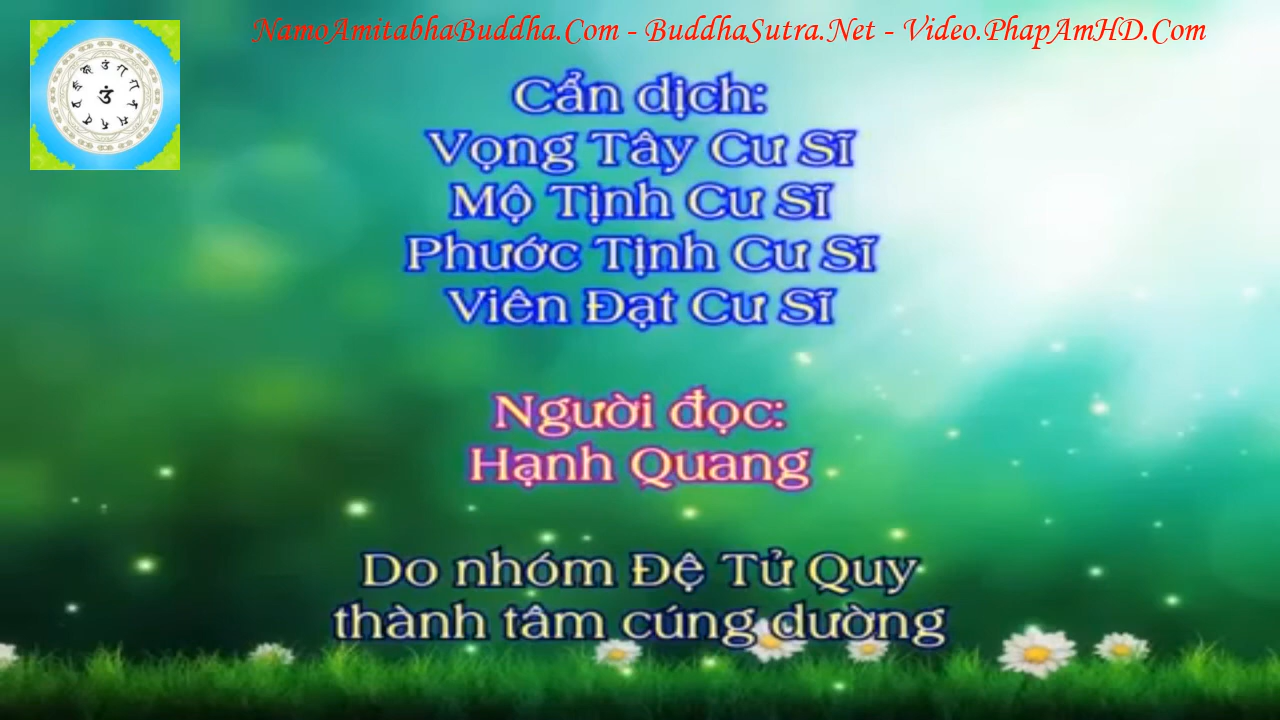 NamoAmitabhaBuddha.Com - BuddhaSutra.Net - Video.PhapAmHD.Com
Cẩn dịch:
Vọng Tây Cư Sĩ
Mộ Tịnh Cư Sĩ
Phước Tịnh Cư Sĩ
Viên Đạt Cư Sĩ
Người đọc:
Hạnh Quang
Do nhóm Đệ Tử Quy
thành tâm cúng dường